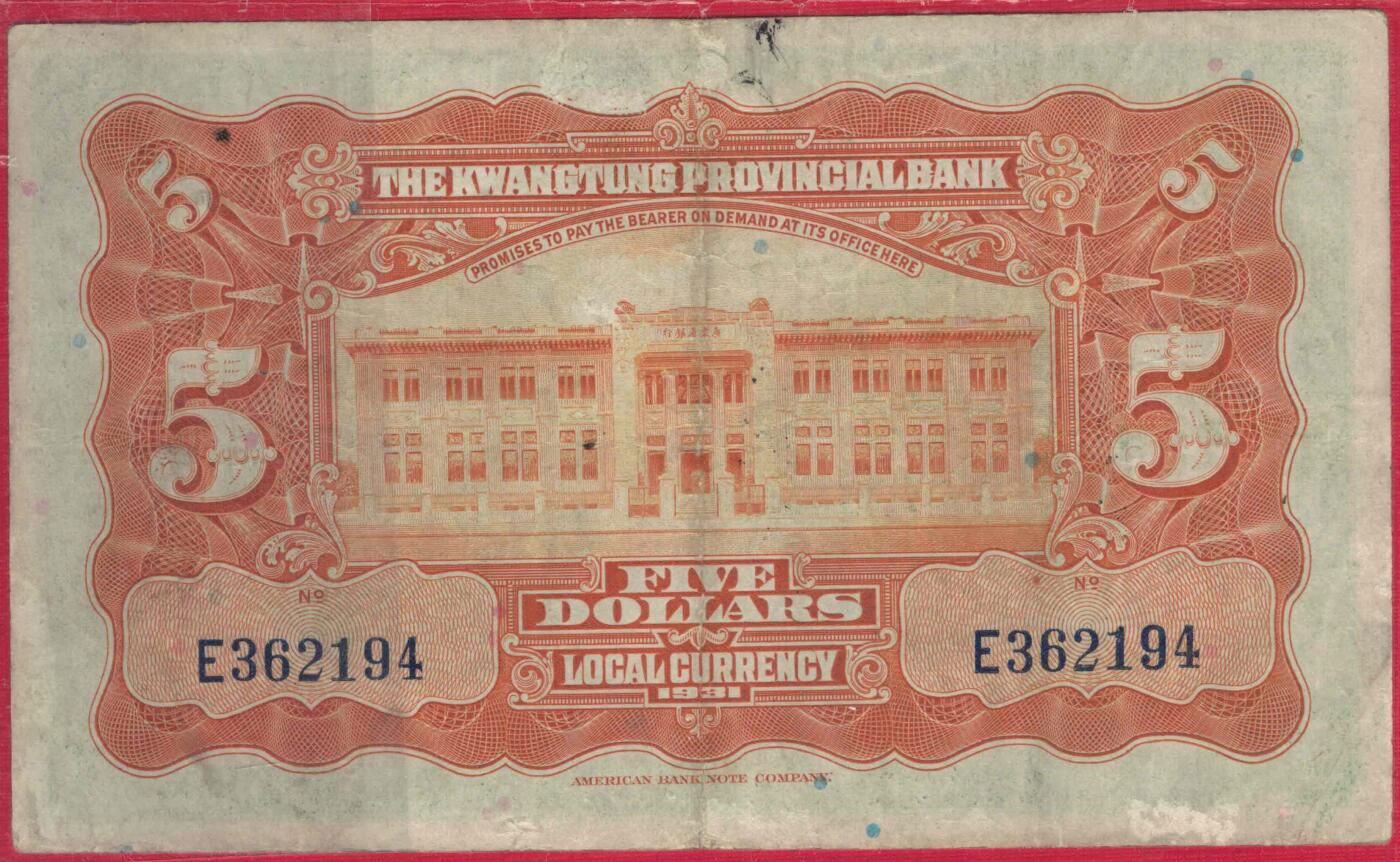 5 THE KWANGTUNG PROVINCIAL BANK 5
PROMISES TO PAY THE BEARER ON DEMAND AT ITS OFFICE HERE
5 5
FIVE
DOLLARS
Nº Nº
E362194 E362194
LOCAL CURRENCY
1931
AMERICAN BANK NOTE COMPANY.